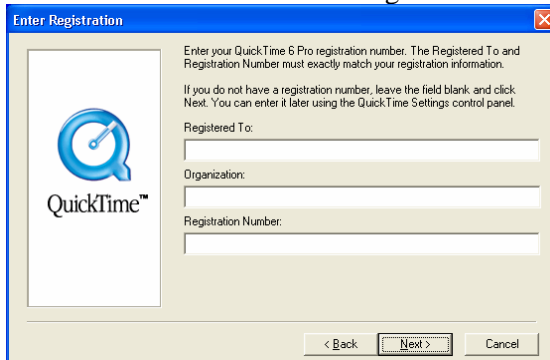 Enter Registration
Enter your QuickTime 6 Pro registration number. The Registered To and
Registration Number must exactly match your registration information.
If you do not have a registration number, leave the field blank and click
Next. You can enter it later using the QuickTime Settings control panel.
Registered To:
Organization:
QuickTime™
Registration Number:
< Back
Next >
Cancel